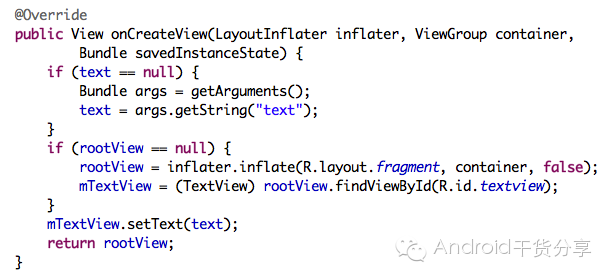 @Override
public View onCreateView(LayoutInflater inflater, ViewGroup container,
        Bundle savedInstanceState) {
    if (text == null) {
        Bundle args = getArguments();
        text = args.getString("text");
    }
    if (rootView == null) {
        rootView = inflater.inflate(R.layout.fragment, container, false);
        mTextView = (TextView) rootView.findViewById(R.id.textview);
    }
    mTextView.setText(text);
    return rootView;
}
Android干货分享